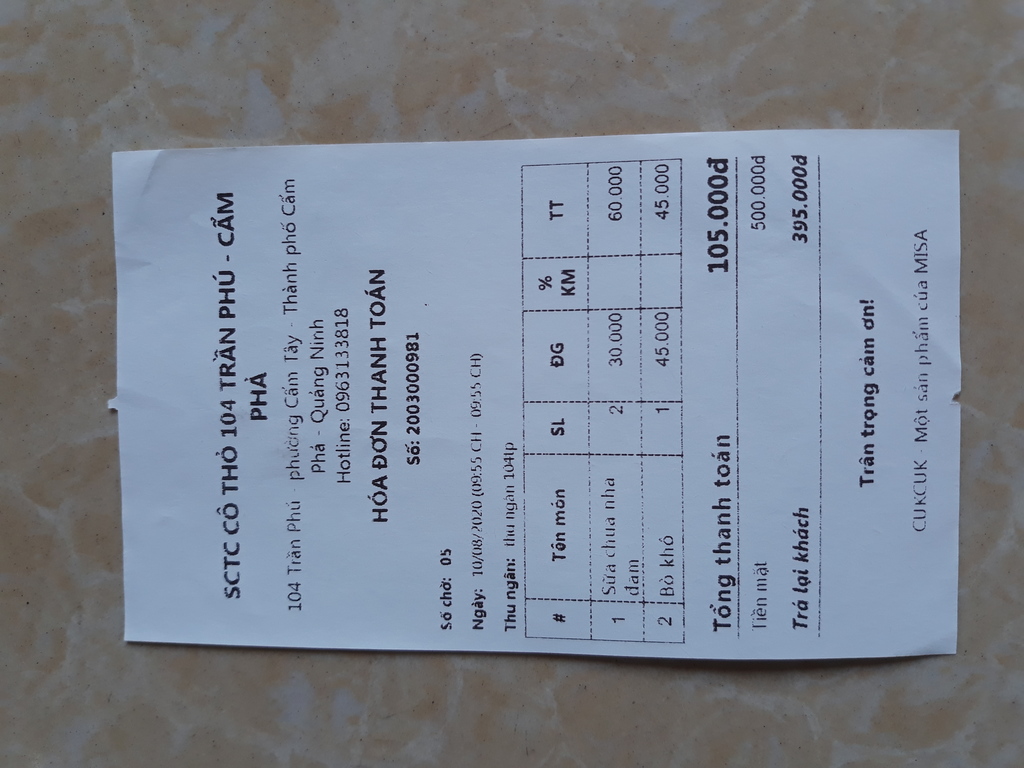 SCTC CÔ THỎ 104 TRẦN PHÚ - CẨM
PHẢ
104 Trần Phú - phường Cẩm Tây - Thành phố Cẩm
Phả - Quảng Ninh
Hotline: 0963133818
HÓA ĐƠN THANH TOÁN
Số: 2003000981
Số chờ: 05
Ngày: 10/08/2020 (09:55 CH - 09:55 CH)
Thu ngân: thu ngân 104tp
# Tên món SL ĐG % KM TT
1 Sữa chua nha 2 30.000 60.000
đam
2 Bò khô 1 45.000 45.000
Tổng thanh toán 105.000đ
Tiền mặt 500.000đ
Trả lại khách 395.000đ
Trân trọng cảm ơn!
CUKCUK - Một sản phẩm của MISA